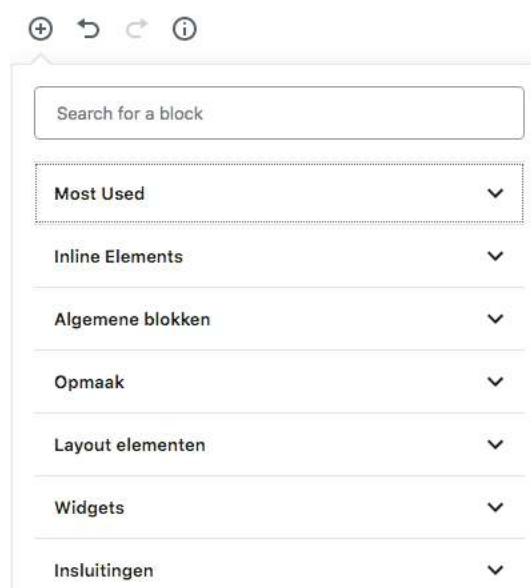 Search for a block
Most Used
Inline Elements
Algemene blokken
Opmaak
Layout elementen
Widgets
Insluitingen